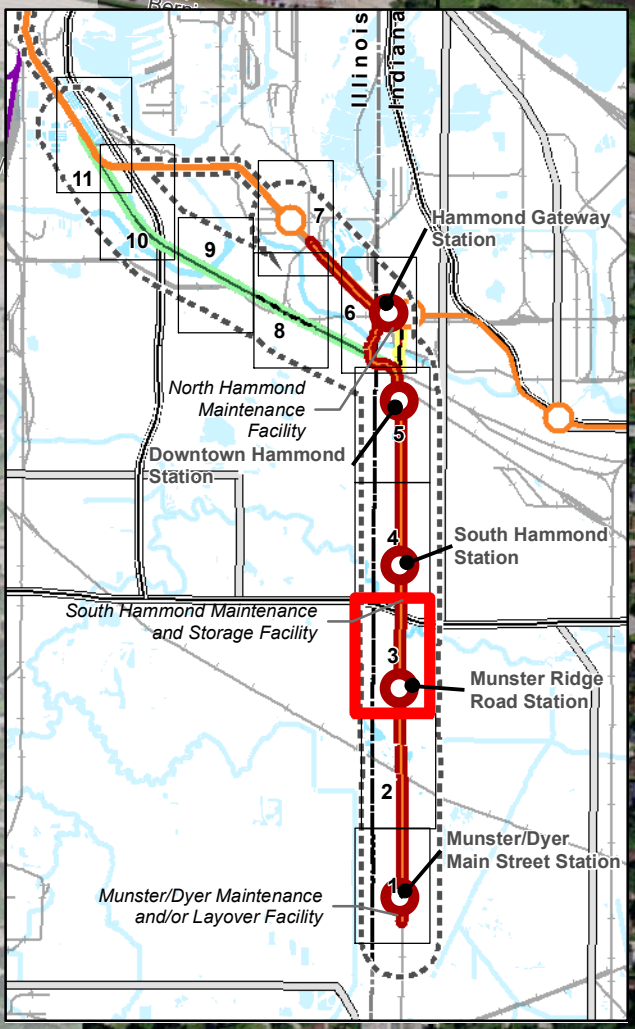 Illinois
Indiana
11
10
9
8
7
6
Hammond Gateway
Station
North Hammond
Maintenance
Facility
5
Downtown Hammond
Station
4
South Hammond
Station
South Hammond Maintenance
and Storage Facility
3
Munster Ridge
Road Station
2
Munster/Dyer
Main Street Station
1
Munster/Dyer Maintenance
and/or Layover Facility